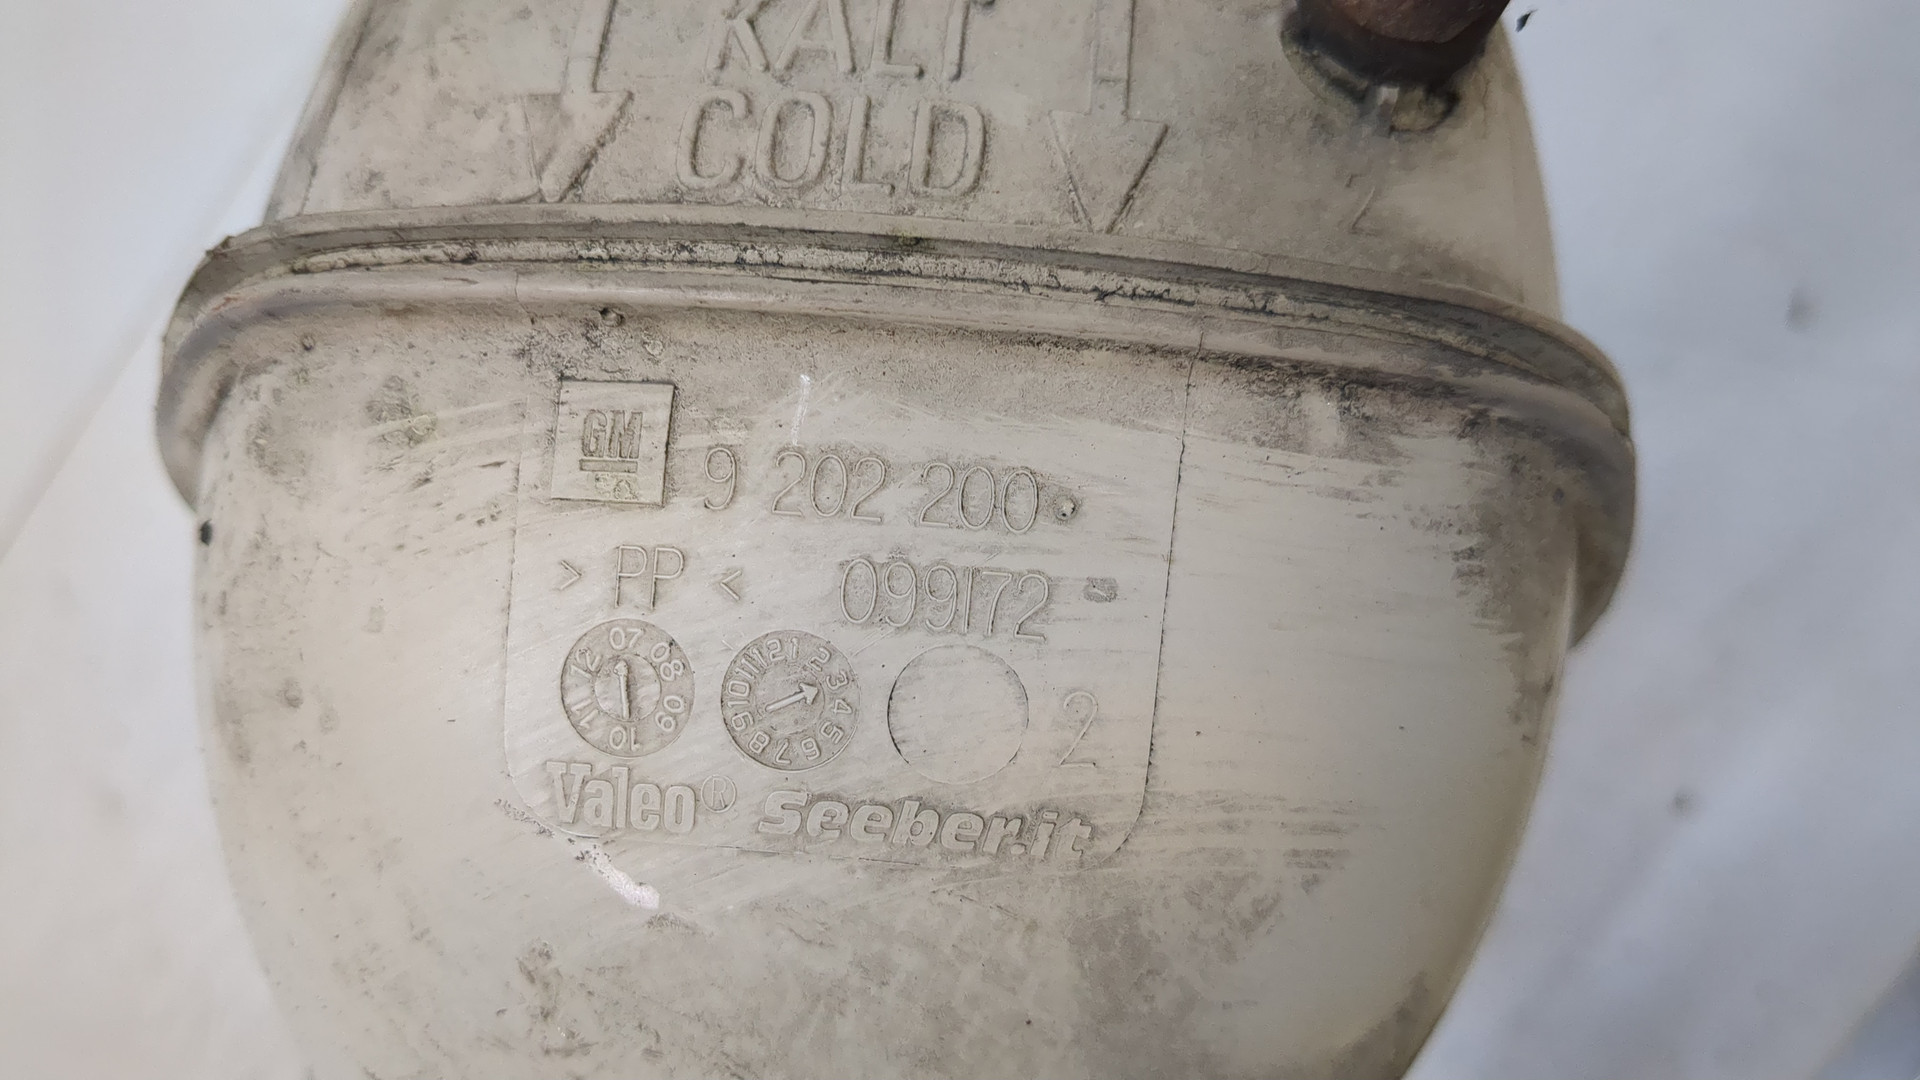 KALT
COLD
GM 9 202 200
> PP < 099172
07 08 09 10 11 12
1 2 3 4 5 6 7 8 9 10 11 12
2
Valeo® Seeber.it